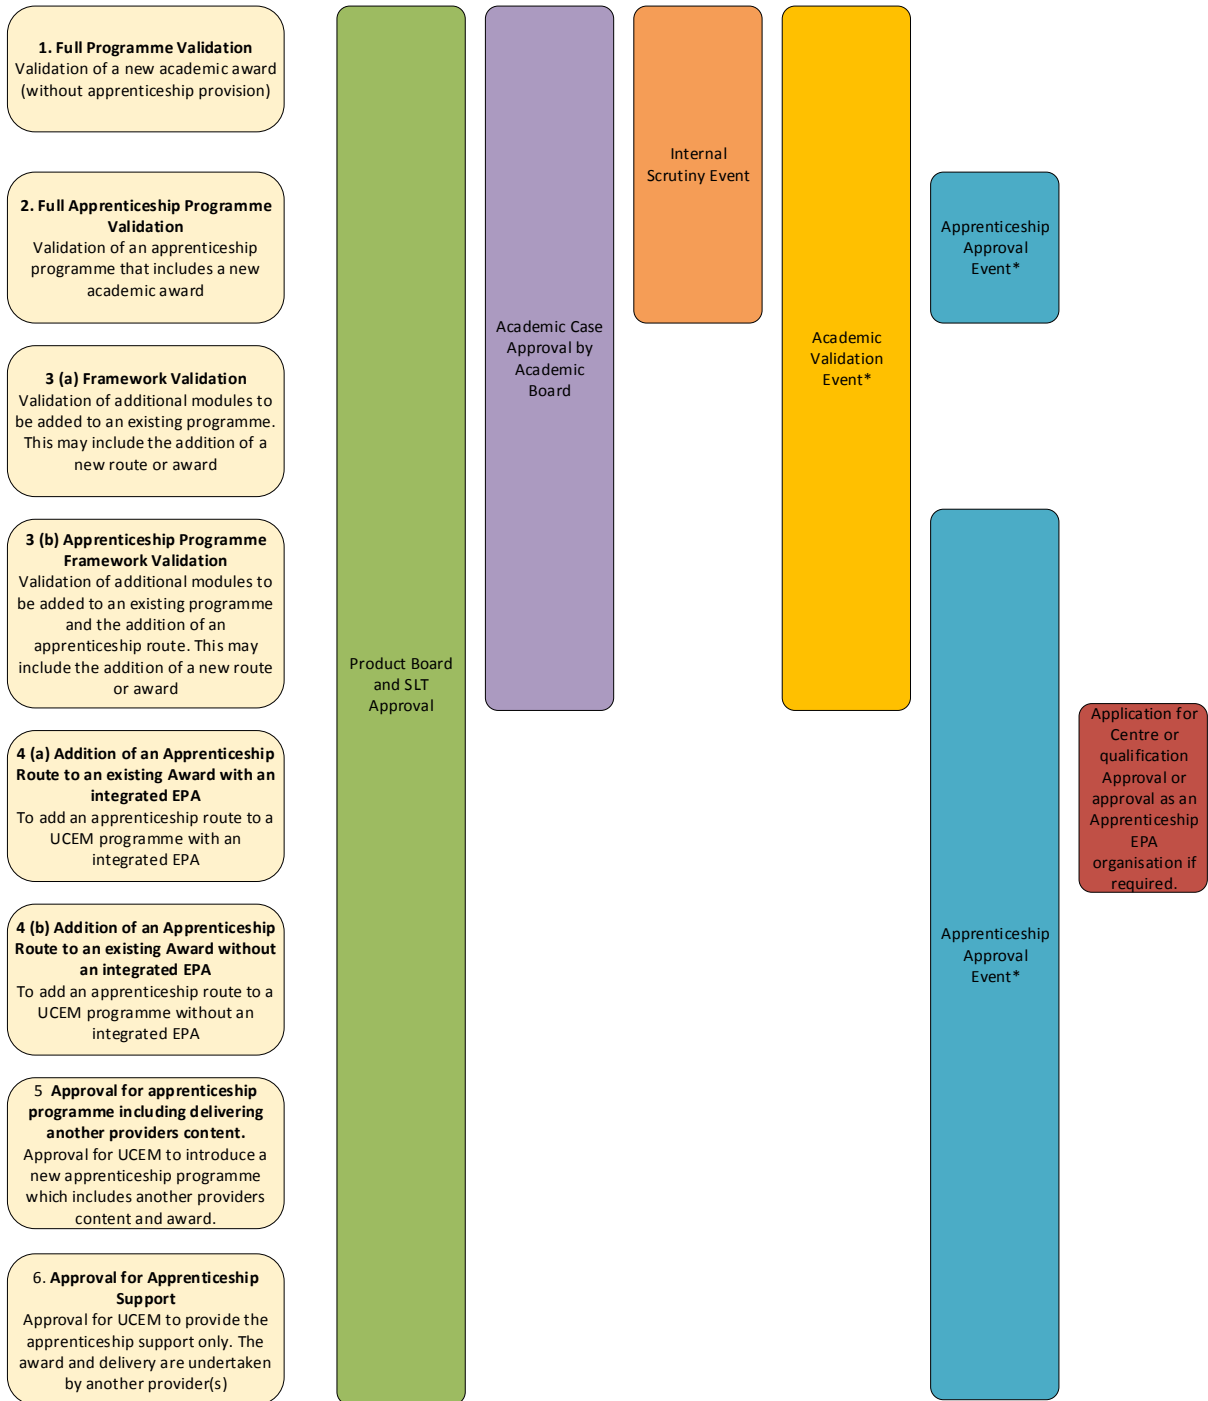 1. Full Programme Validation
Validation of a new academic award
(without apprenticeship provision)
2. Full Apprenticeship Programme
Validation
Validation of an apprenticeship
programme that includes a new
academic award
3 (a) Framework Validation
Validation of additional modules to
be added to an existing programme.
This may include the addition of a
new route or award
3 (b) Apprenticeship Programme
Framework Validation
Validation of additional modules to
be added to an existing programme
and the addition of an
apprenticeship route. This may
include the addition of a new route
or award
4 (a) Addition of an Apprenticeship
Route to an existing Award with an
integrated EPA
To add an apprenticeship route to a
UCEM programme with an
integrated EPA
4 (b) Addition of an Apprenticeship
Route to an existing Award without
an integrated EPA
To add an apprenticeship route to a
UCEM programme without an
integrated EPA
5 Approval for apprenticeship
programme including delivering
another providers content.
Approval for UCEM to introduce a
new apprenticeship programme
which includes another providers
content and award.
6. Approval for Apprenticeship
Support
Approval for UCEM to provide the
apprenticeship support only. The
award and delivery are undertaken
by another provider(s)
Product Board
and SLT
Approval
Academic Case
Approval by
Academic
Board
Internal
Scrutiny Event
Academic
Validation
Event*
Apprenticeship
Approval
Event*
Apprenticeship
Approval
Event*
Application for
Centre or
qualification
Approval or
approval as an
Apprenticeship
EPA
organisation if
required.